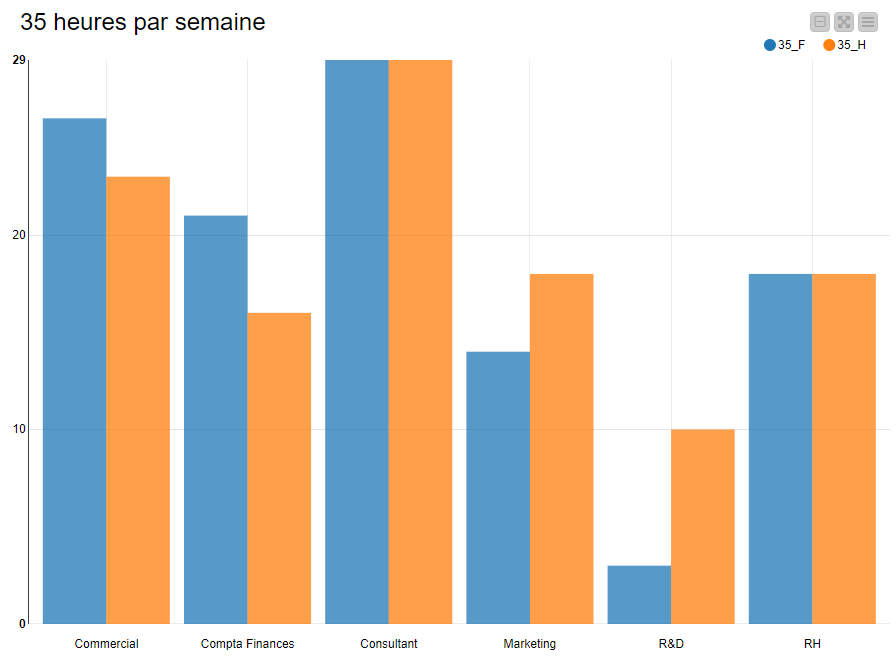 35 heures par semaine
35_F 35_H
29
20
10
0
Commercial Compta Finances Consultant Marketing R&D RH